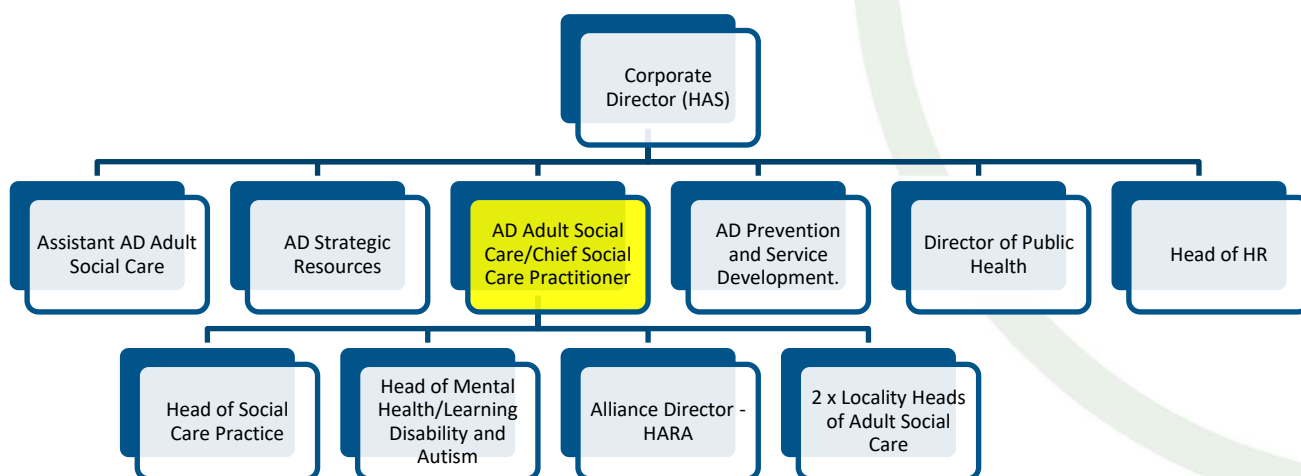 Corporate
Director (HAS)
Assistant AD Adult
Social Care
AD Strategic
Resources
AD Adult Social
Care/Chief Social
Care Practitioner
AD Prevention
and Service
Development.
Director of Public
Health
Head of HR
Head of Social
Care Practice
Head of Mental
Health/Learning
Disability and
Autism
Alliance Director -
HARA
2 x Locality Heads
of Adult Social
Care